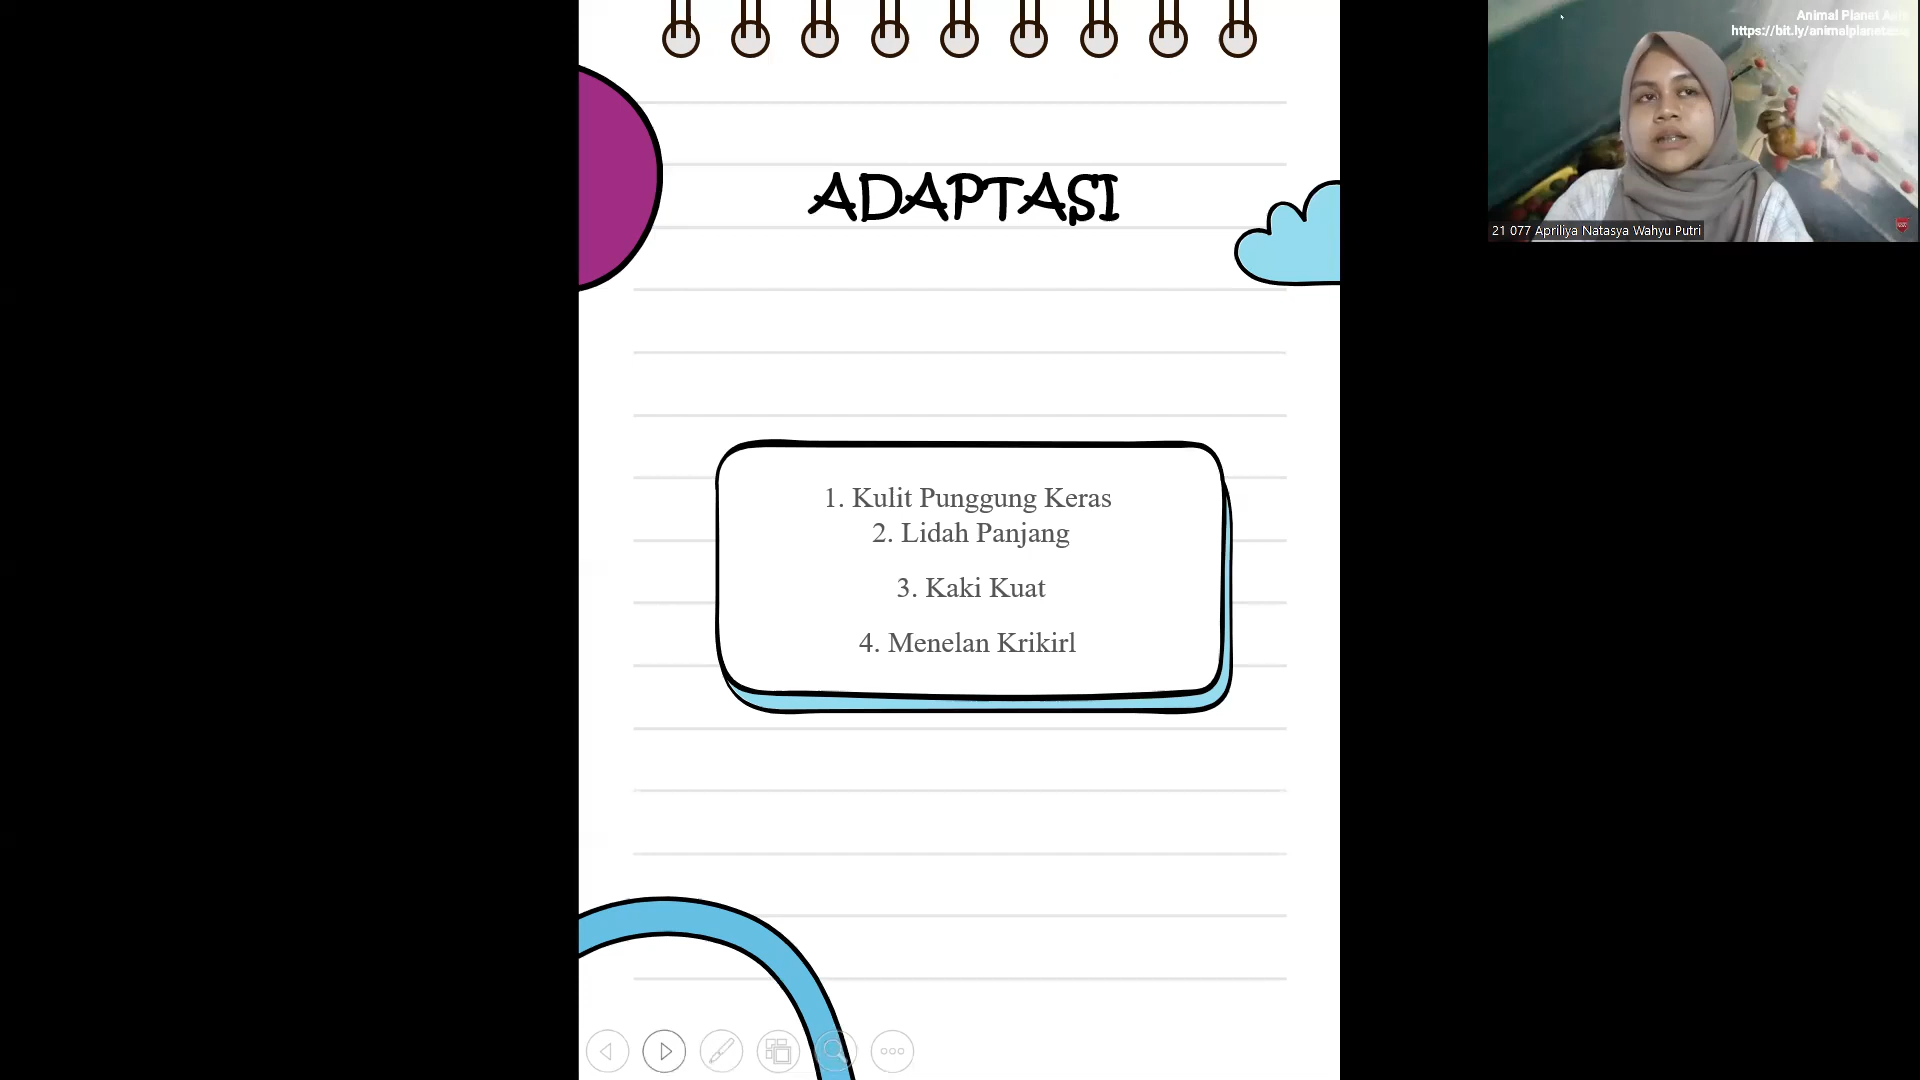 ADAPTASI
1. Kulit Punggung Keras
2. Lidah Panjang
3. Kaki Kuat
4. Menelan Krikirl
Animal Planet
https://bit.ly/animalplanet
21 077 Apriliya Natasya Wahyu Putri